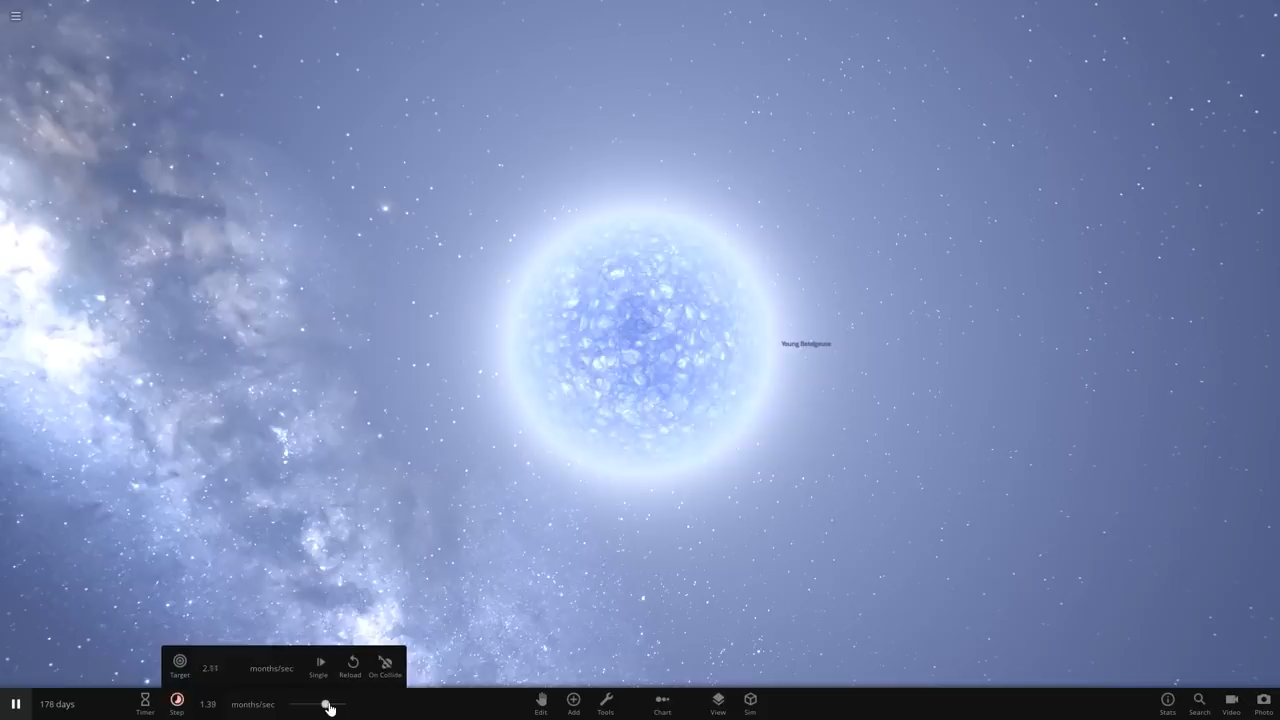 Young Betelgeuse
Target
2.11
months/sec
Single
Reload
On Collide
178 days
Timer
Step
1.39
months/sec
Edit
Add
Tools
Chart
View
Sim
Stats
Search
Video
Photo